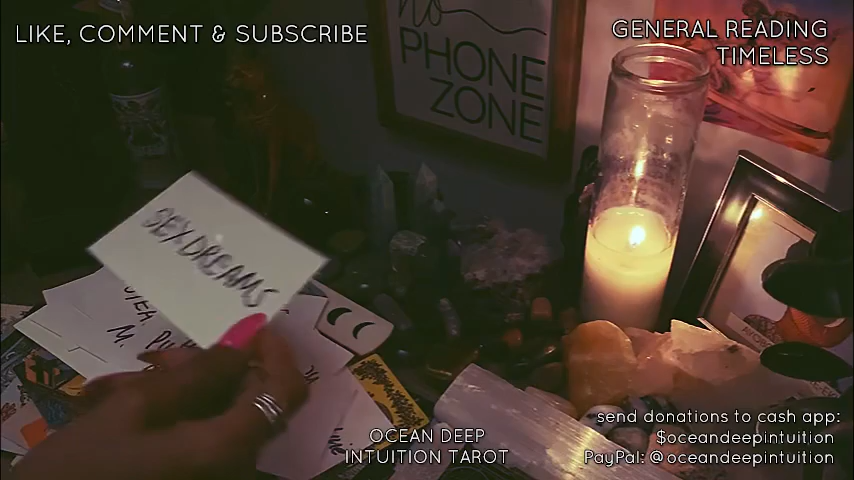 LIKE, COMMENT & SUBSCRIBE
GENERAL READING
TIMELESS
no
PHONE
ZONE
SEX DREAMS
M.
OCEAN DEEP
INTUITION TAROT
send donations to cash app:
$oceandeepintuition
PayPal: @oceandeepintuition